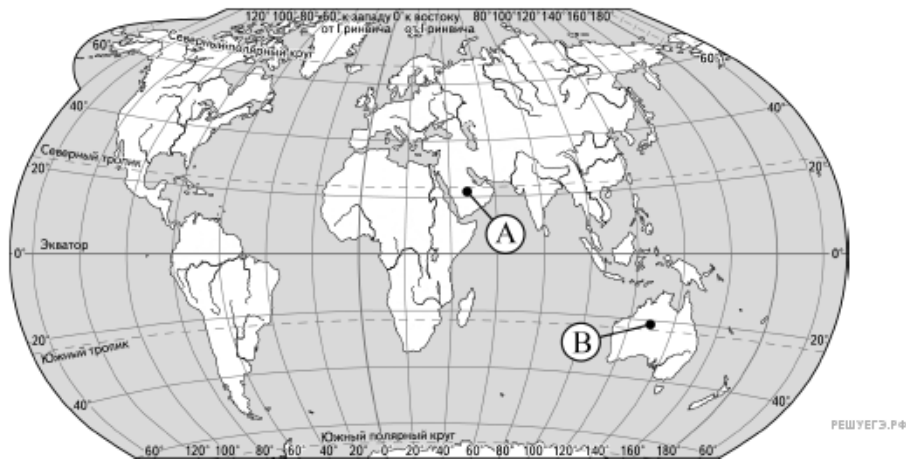 120° 100° 80° 60° к западу 0° к востоку 80° 100° 120° 140° 160° 180°
от Гринвича от Гринвича
Северный полярный круг
60° 60°
40° 40°
Северный тропик
20° 20°
A
Экватор
0° 0°
B
20° 20°
Южный тропик
40° 40°
РЕШУЕГЭ.РФ
Южный полярный круг
60° 120° 100° 80° 60° 40° 20° 0° 20° 40° 60° 80° 100° 120° 140° 160° 60°